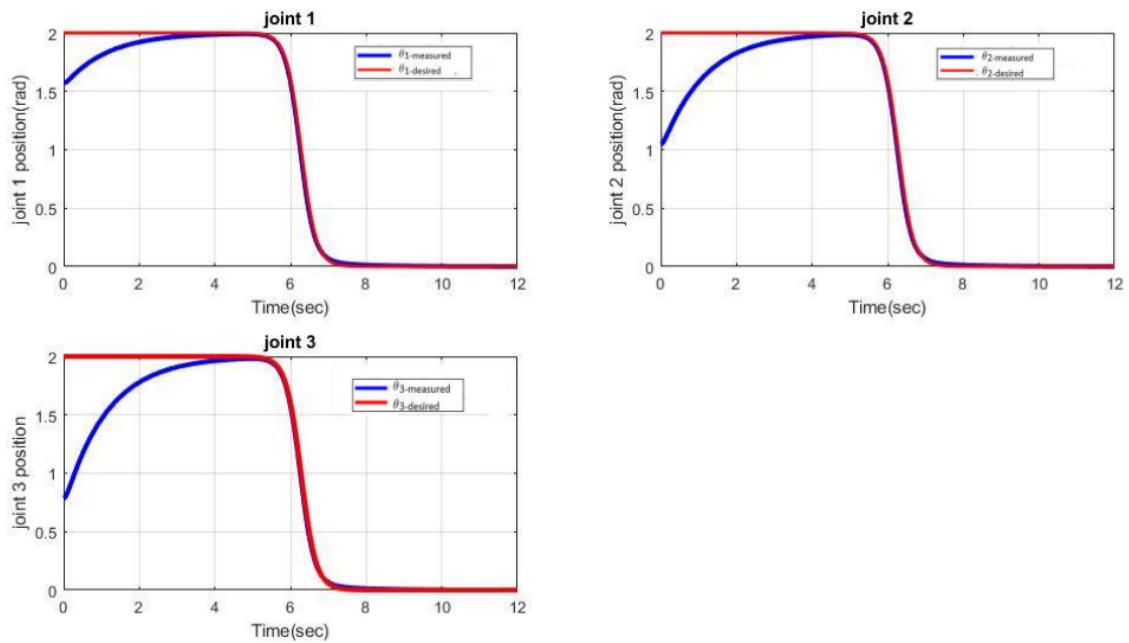 joint 1
joint 1 position(rad)
2
1.5
1
0.5
0
θ1-measured
θ1-desired
0 2 4 6 8 10 12
Time(sec)
joint 2
joint 2 position(rad)
2
1.5
1
0.5
0
θ2-measured
θ2-desired
0 2 4 6 8 10 12
Time(sec)
joint 3
joint 3 position
2
1.5
1
0.5
0
θ3-measured
θ3-desired
0 2 4 6 8 10 12
Time(sec)